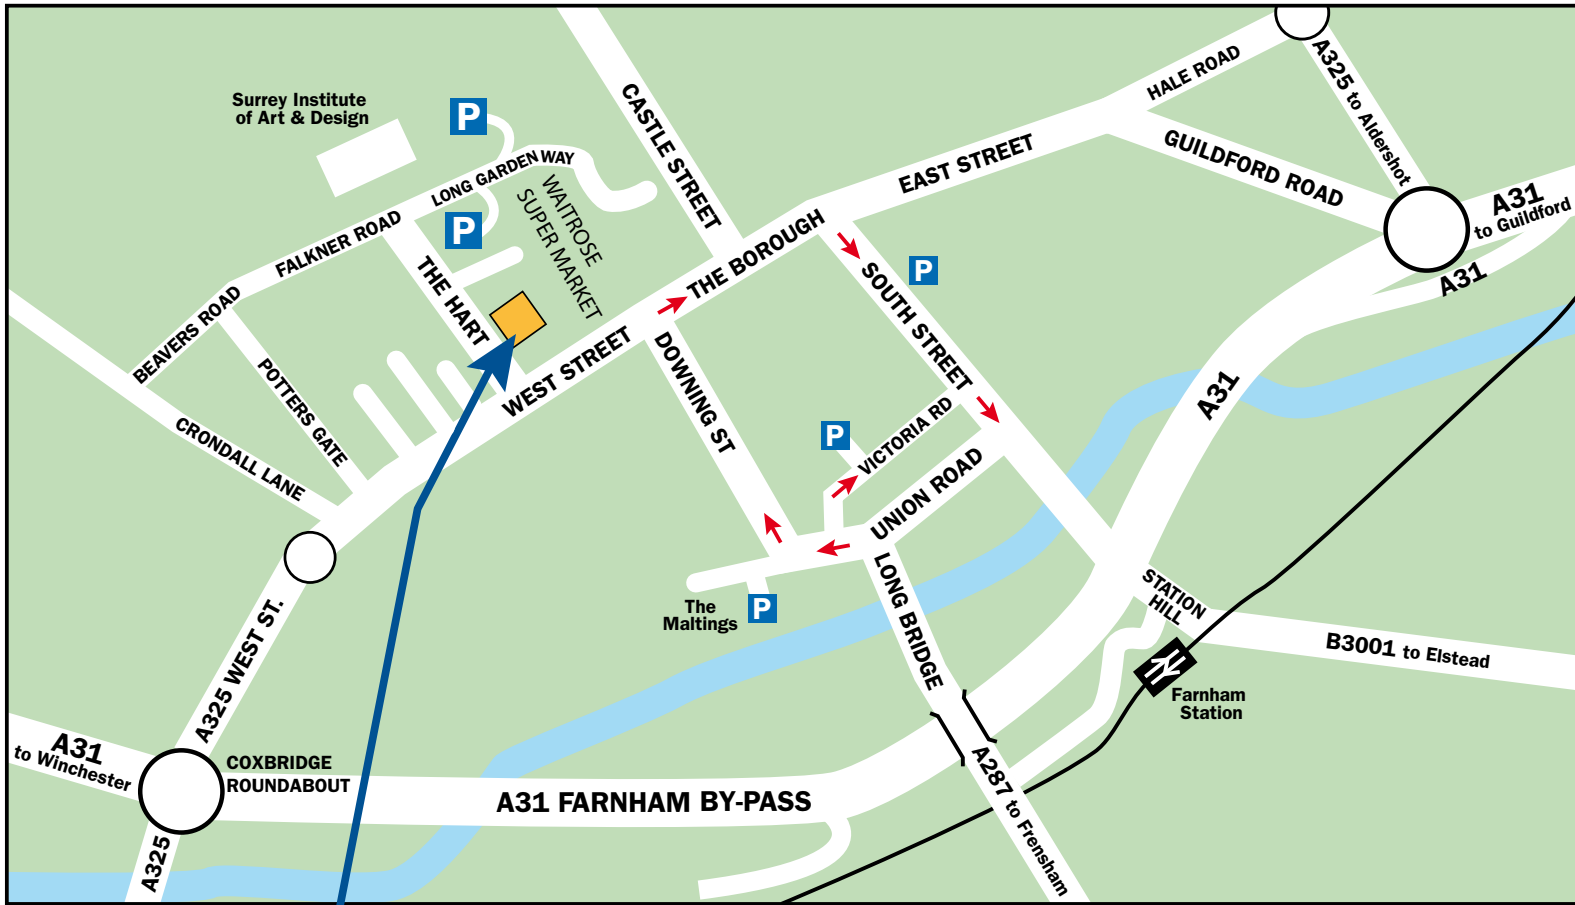 Surrey Institute
of Art & Design
P
LONG GARDEN WAY
P
WAITROSE
SUPER MARKET
FALKNER ROAD
BEAVERS ROAD
THE HART
POTTERS GATE
CRONDALL LANE
CASTLE STREET
THE BOROUGH
WEST STREET
DOWNING ST
EAST STREET
HALE ROAD
A325 to Aldershot
GUILDFORD ROAD
A31
to Guildford
A31
SOUTH STREET
P
A31
P
VICTORIA RD
UNION ROAD
The
Maltings
P
LONG BRIDGE
STATION
HILL
B3001 to Elstead
Farnham
Station
A325 WEST ST.
A31
to Winchester
COXBRIDGE
ROUNDABOUT
A31 FARNHAM BY-PASS
A287 to Frensham
A325